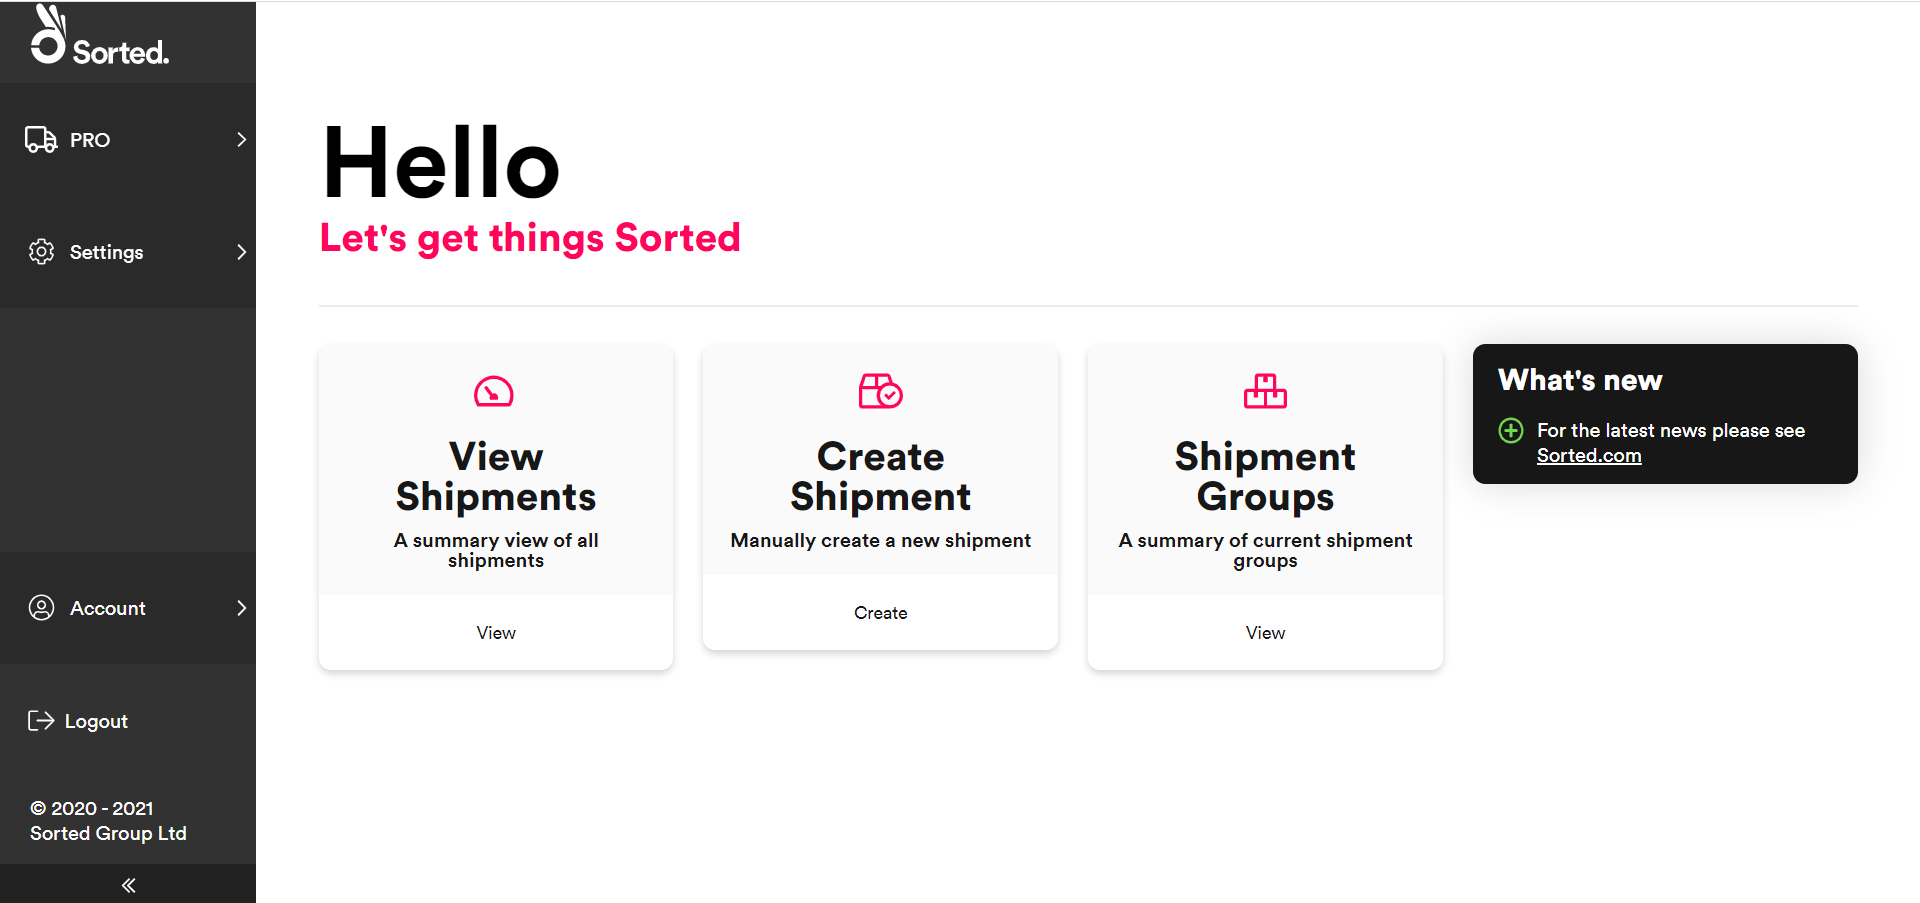 Sorted.
PRO
Settings
Account
Logout
© 2020 - 2021
Sorted Group Ltd
Hello
Let's get things Sorted
View
Shipments
A summary view of all
shipments
View
Create
Shipment
Manually create a new shipment
Create
Shipment
Groups
A summary of current shipment
groups
View
What's new
For the latest news please see
Sorted.com